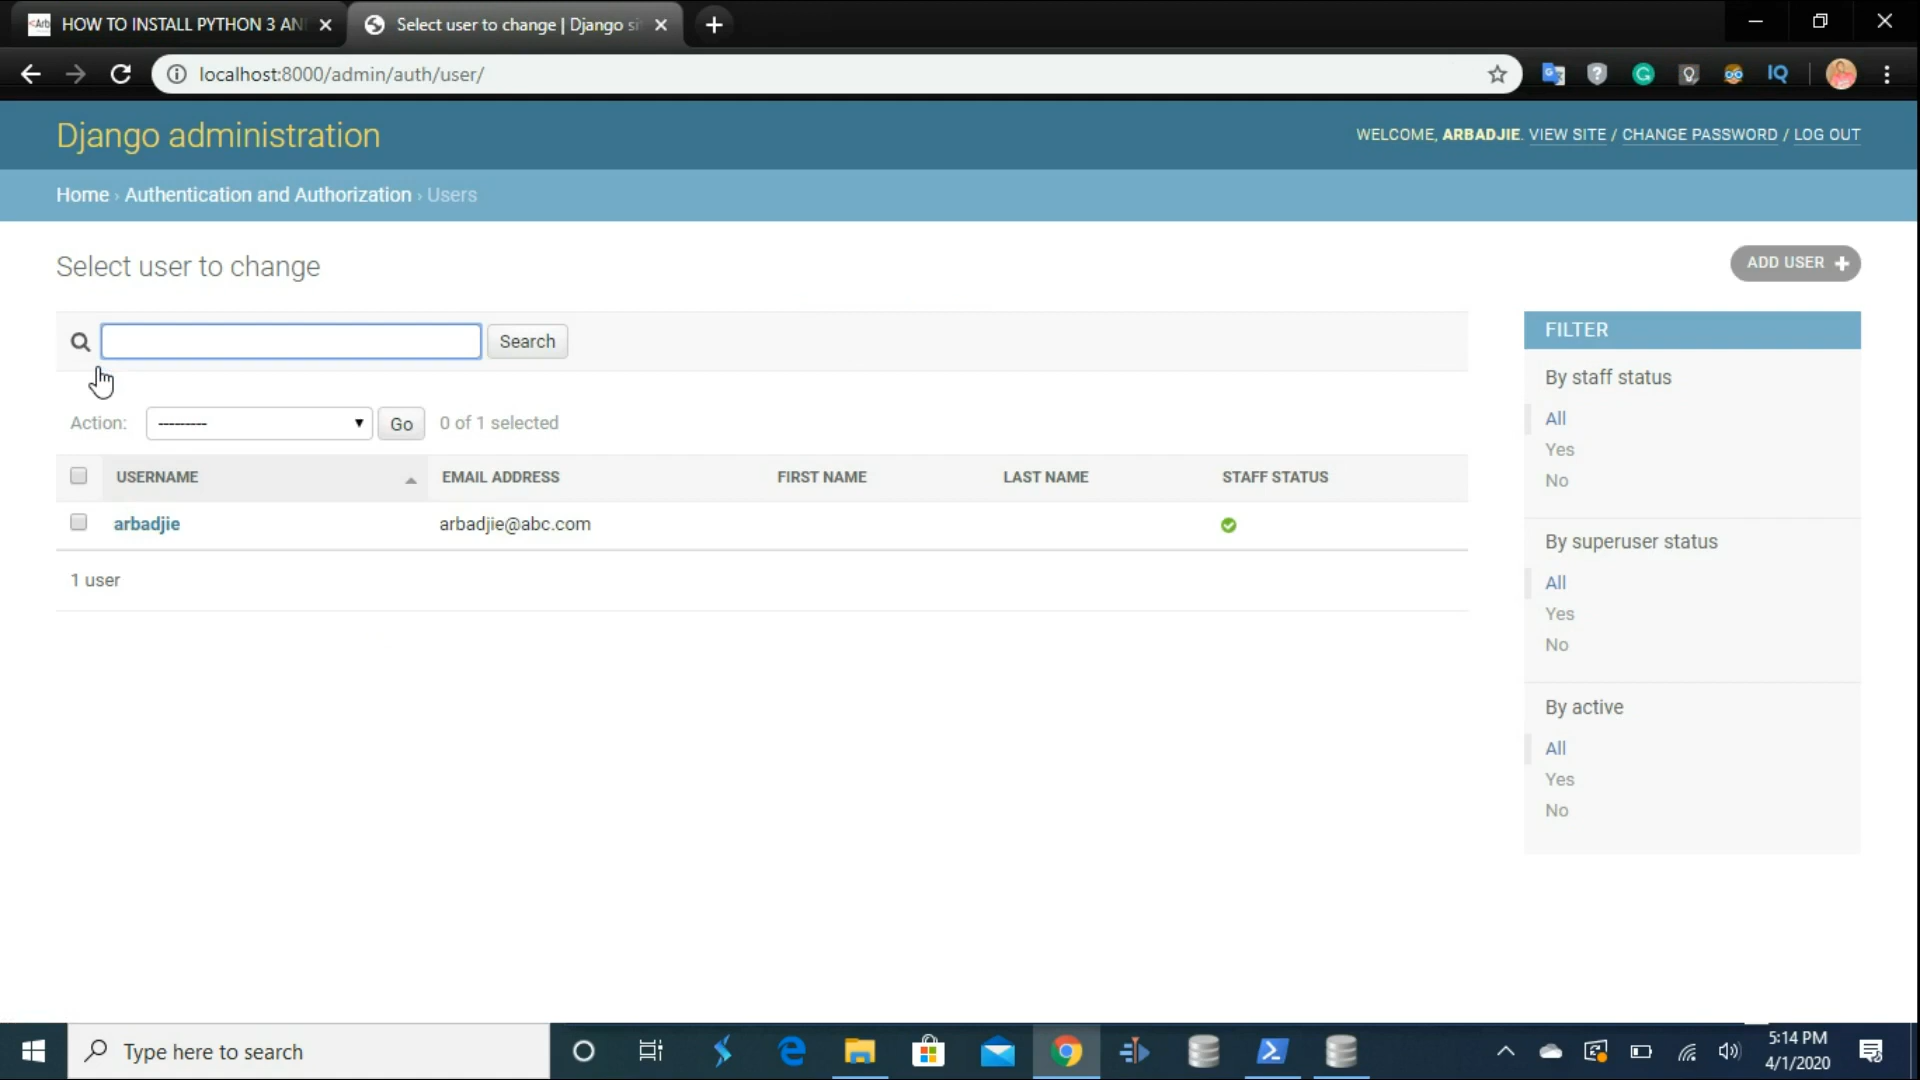 <Arb HOW TO INSTALL PYTHON 3 AN
Select user to change | Django si
localhost:8000/admin/auth/user/
IQ
Django administration
WELCOME, ARBADJIE. VIEW SITE / CHANGE PASSWORD / LOG OUT
Home › Authentication and Authorization › Users
Select user to change
ADD USER +
Search
Action: --------- Go 0 of 1 selected
USERNAME EMAIL ADDRESS FIRST NAME LAST NAME STAFF STATUS
arbadjie arbadjie@abc.com
1 user
FILTER
By staff status
All
Yes
No
By superuser status
All
Yes
No
By active
All
Yes
No
Type here to search
5:14 PM
4/1/2020